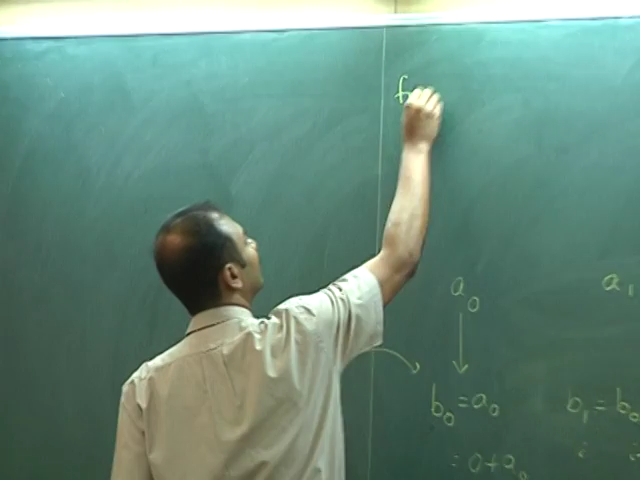 f
a₀ a₁
b₀ = a₀ b₁ = b₀
= 0 + a₀